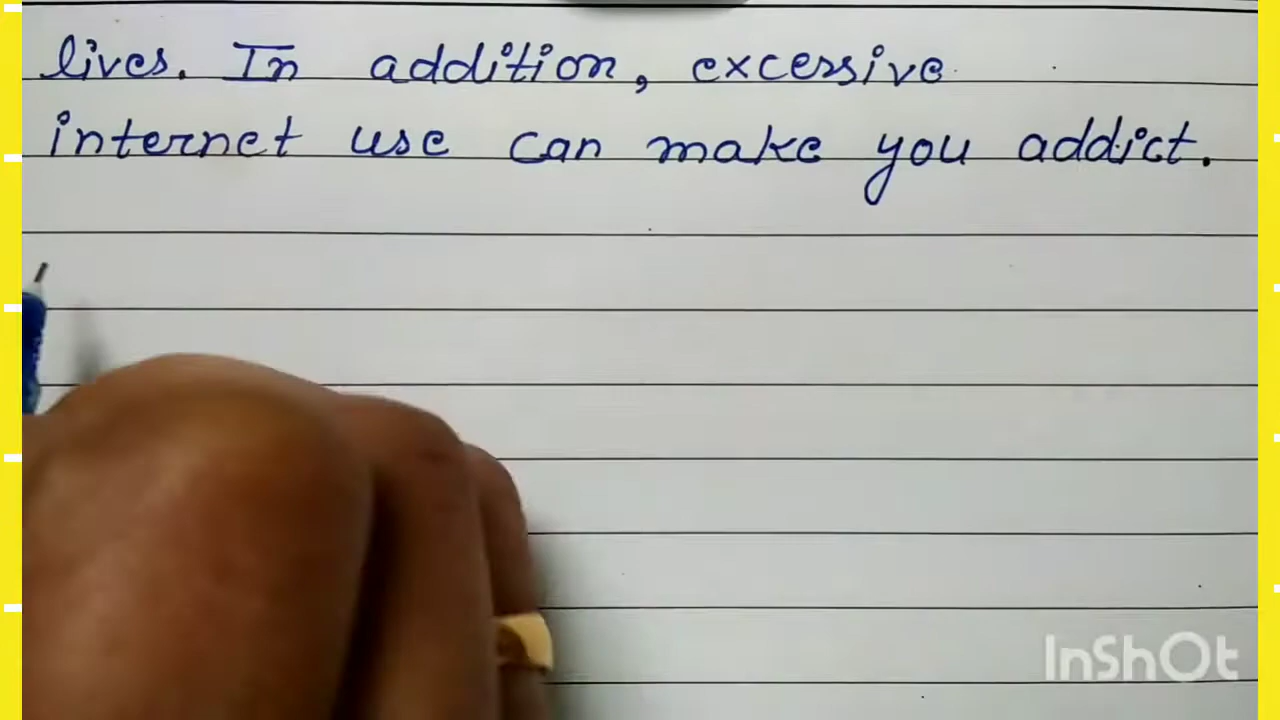 lives. In addition, excessive
internet use can make you addict.
InShOt